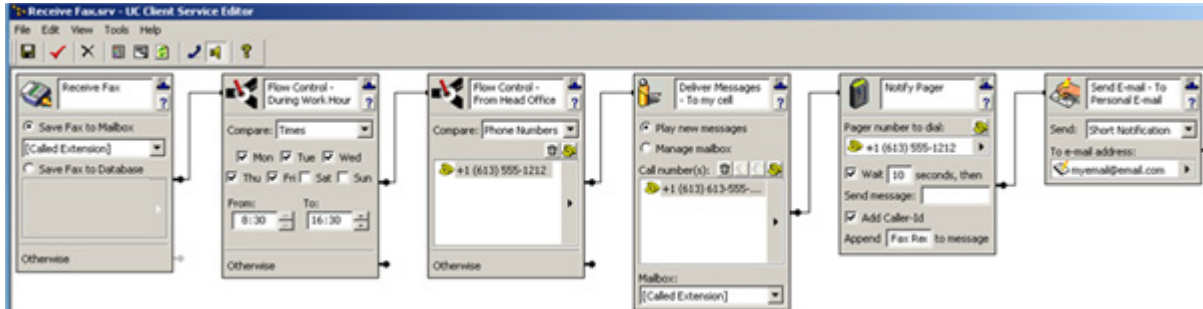 Receive Fax.srv - UC Client Service Editor
File Edit View Tools Help
Receive Fax
Save Fax to Mailbox
[Called Extension]
Save Fax to Database
Otherwise
Flow Control -
During Work Hour
Compare: Times
Mon Tue Wed
Thu Fri Sat Sun
From: To:
8:30 16:30
Otherwise
Flow Control -
From Head Office
Compare: Phone Numbers
+1 (613) 555-1212
Otherwise
Deliver Messages
- To my cell
Play new messages
Manage mailbox
Call number(s):
+1 (613) 613-555-....
Mailbox:
[Called Extension]
Notify Pager
Pager number to dial:
+1 (613) 555-1212
Wait 10 seconds, then
Send message:
Add Caller-Id
Append Fax Rec to message
Send E-mail - To
Personal E-mail
Send: Short Notification
To e-mail address:
myemail@email.com